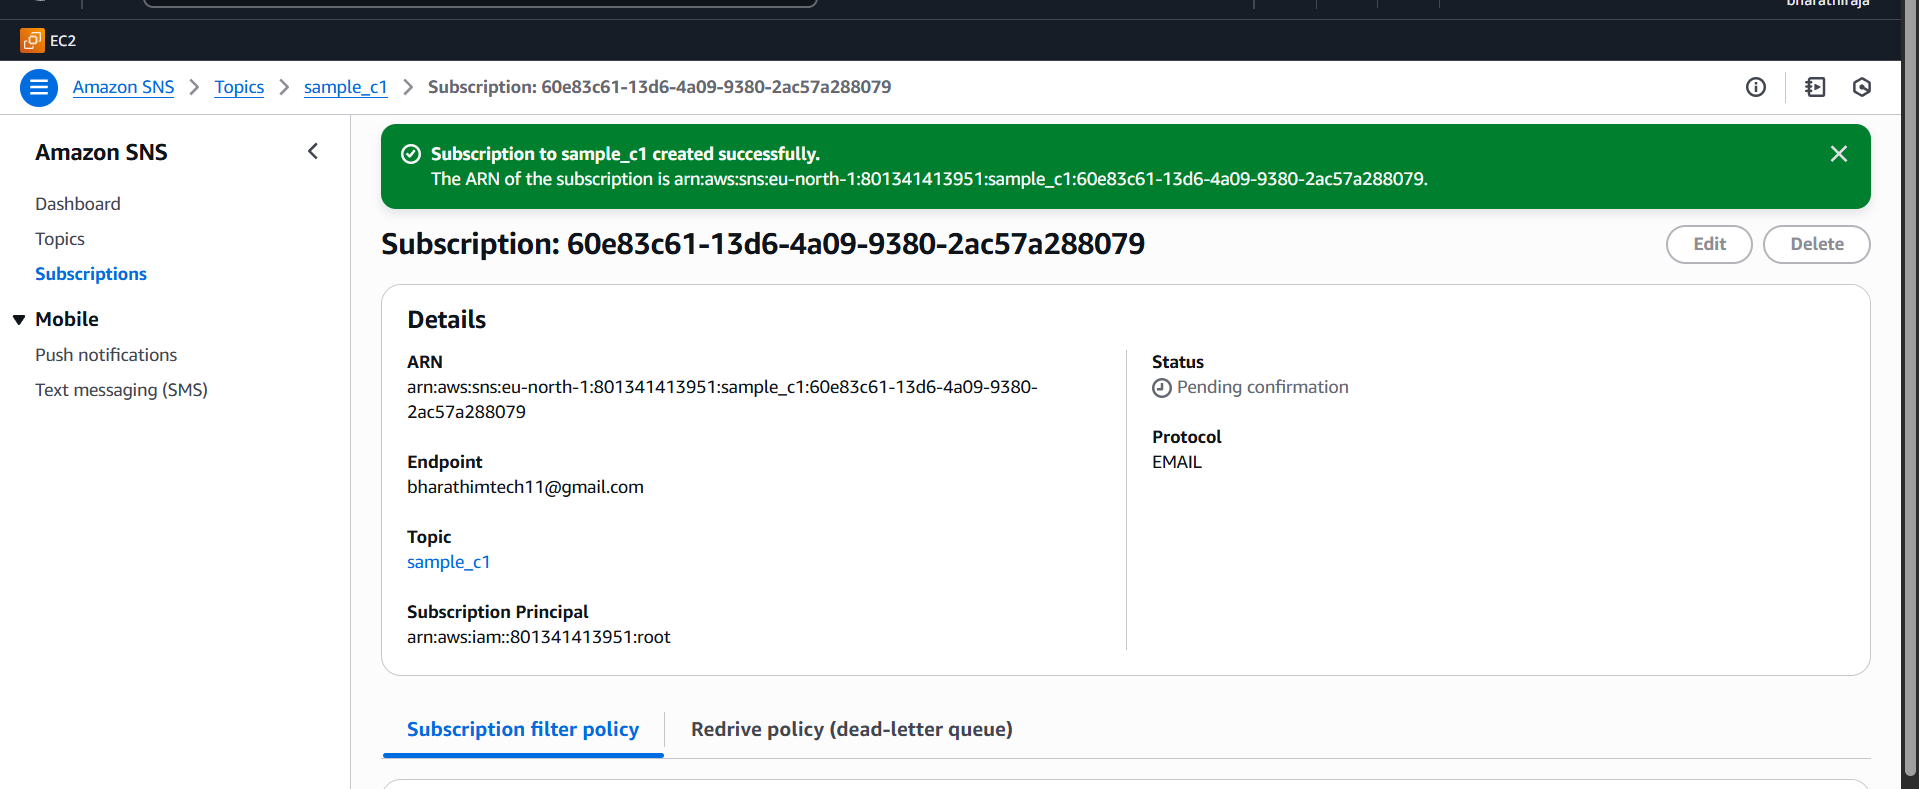 bharathiraja
EC2
Amazon SNS
Topics
sample_c1
Subscription: 60e83c61-13d6-4a09-9380-2ac57a288079
Amazon SNS
Dashboard
Topics
Subscriptions
Mobile
Push notifications
Text messaging (SMS)
Subscription to sample_c1 created successfully.
The ARN of the subscription is arn:aws:sns:eu-north-1:801341413951:sample_c1:60e83c61-13d6-4a09-9380-2ac57a288079.
Subscription: 60e83c61-13d6-4a09-9380-2ac57a288079
Edit
Delete
Details
ARN
arn:aws:sns:eu-north-1:801341413951:sample_c1:60e83c61-13d6-4a09-9380-
2ac57a288079
Endpoint
bharathimtech11@gmail.com
Topic
sample_c1
Subscription Principal
arn:aws:iam::801341413951:root
Status
Pending confirmation
Protocol
EMAIL
Subscription filter policy
Redrive policy (dead-letter queue)